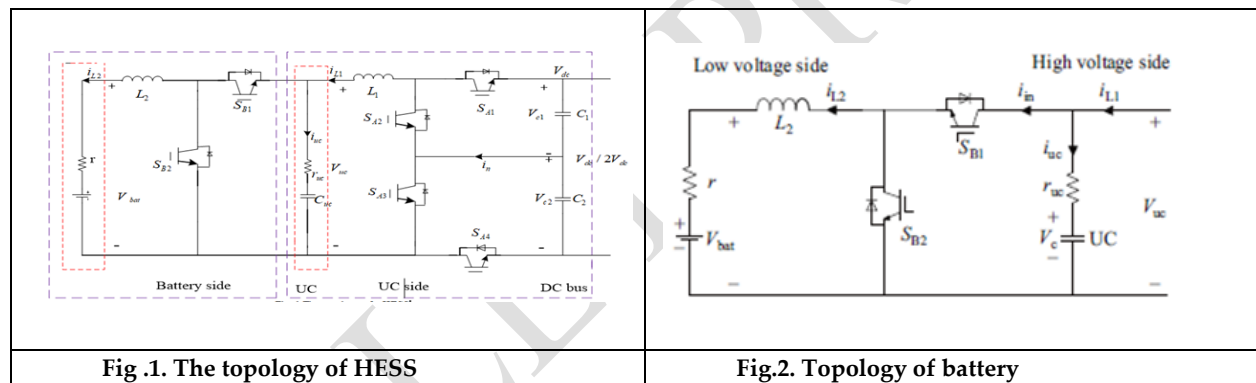 i_L2
L_2
S_B1
i_L1
L_1
S_A1
V_dc
S_A2
V_c1
C_1
i_uc
r
S_B2
r_uc
V_uc
i_n
S_A3
V_bat
C_uc
V_c2
C_2
S_A4
Battery side
UC
UC side
DC bus
Fig .1. The topology of HESS
Low voltage side
High voltage side
i_L2
i_in
i_L1
L_2
S_B1
i_uc
r
r_uc
V_uc
S_B2
V_bat
V_c
UC
Fig.2. Topology of battery